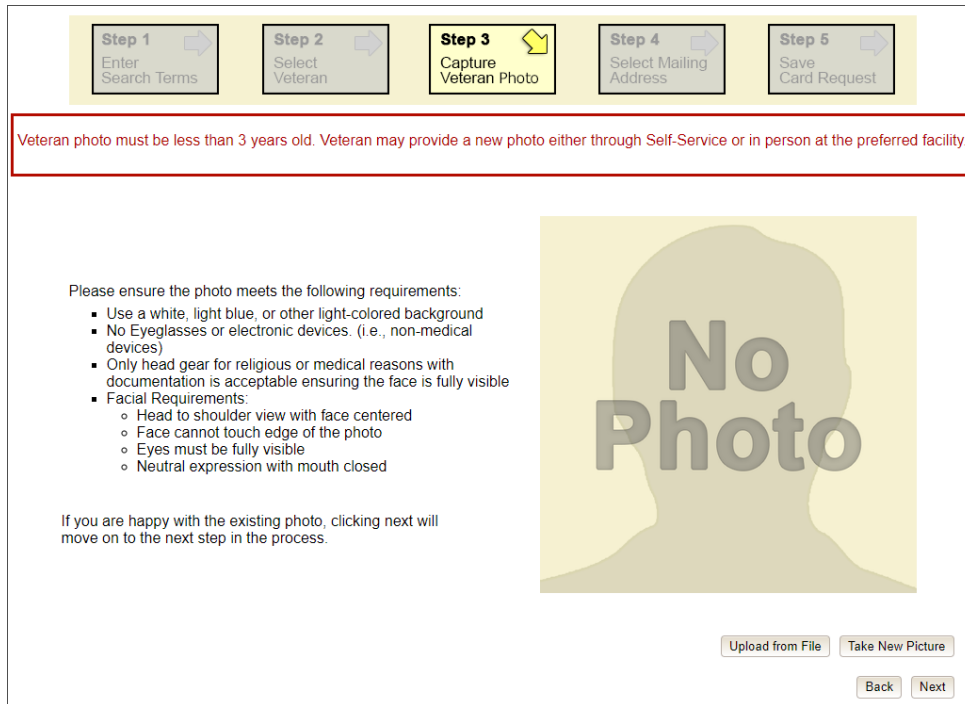 Step 1
Enter
Search Terms
Step 2
Select
Veteran
Step 3
Capture
Veteran Photo
Step 4
Select Mailing
Address
Step 5
Save
Card Request
Veteran photo must be less than 3 years old. Veteran may provide a new photo either through Self-Service or in person at the preferred facility.
Please ensure the photo meets the following requirements:
Use a white, light blue, or other light-colored background
No Eyeglasses or electronic devices. (i.e., non-medical
devices)
Only head gear for religious or medical reasons with
documentation is acceptable ensuring the face is fully visible
Facial Requirements:
Head to shoulder view with face centered
Face cannot touch edge of the photo
Eyes must be fully visible
Neutral expression with mouth closed
If you are happy with the existing photo, clicking next will
move on to the next step in the process.
No
Photo
Upload from File
Take New Picture
Back
Next